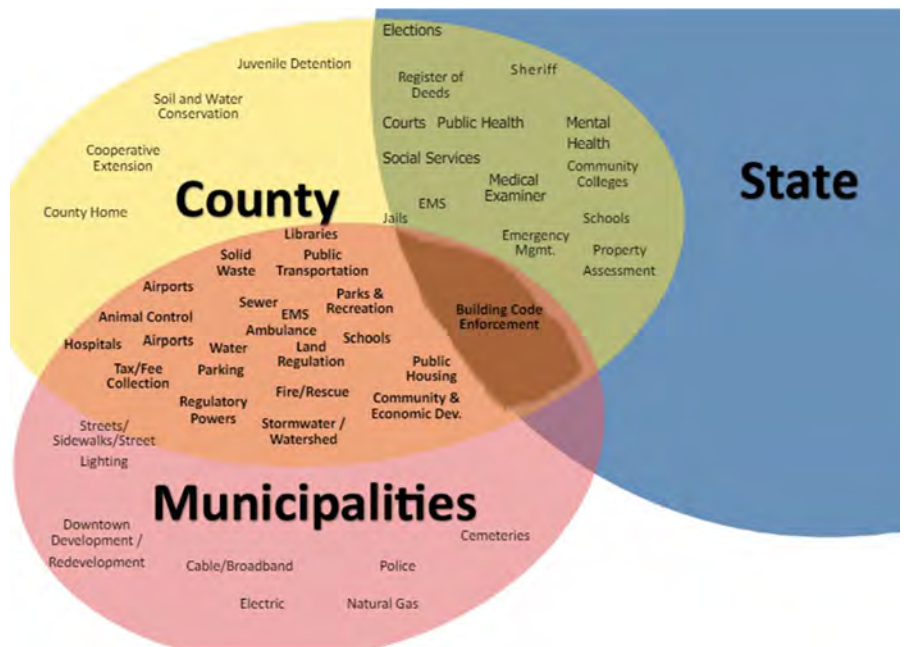 Elections
Juvenile Detention
Sheriff
Register of
Deeds
Soil and Water
Conservation
Courts
Public Health
Mental
Health
Cooperative
Extension
Social Services
Community
Colleges
Medical
Examiner
State
County
County Home
EMS
Jails
Schools
Libraries
Emergency
Mgmt.
Property
Assessment
Solid
Waste
Public
Transportation
Airports
Parks &
Recreation
Sewer
Animal Control
EMS
Ambulance
Building Code
Enforcement
Hospitals
Airports
Water
Land
Regulation
Schools
Tax/Fee
Collection
Parking
Public
Housing
Fire/Rescue
Community &
Economic Dev.
Regulatory
Powers
Stormwater /
Watershed
Streets/
Sidewalks/Street
Lighting
Municipalities
Downtown
Development /
Redevelopment
Cemeteries
Cable/Broadband
Police
Electric
Natural Gas